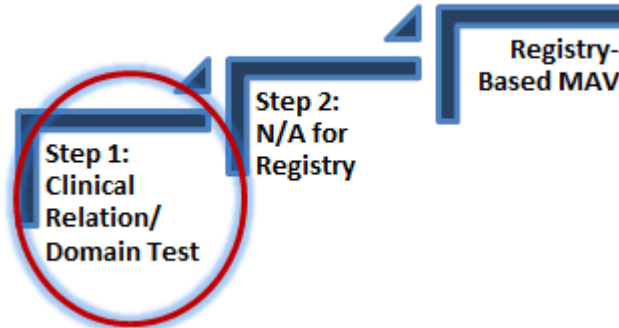 Registry-
Based MAV
Step 2:
N/A for
Registry
Step 1:
Clinical
Relation/
Domain Test